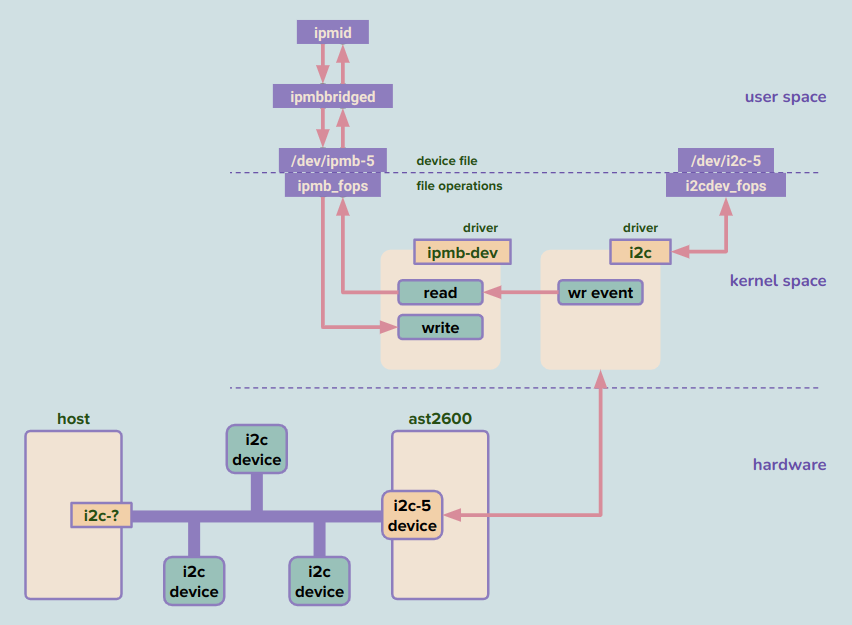 ipmid
ipmbbridged
user space
/dev/ipmb-5
device file
/dev/i2c-5
ipmb_fops
file operations
i2cdev_fops
driver
driver
ipmb-dev
i2c
kernel space
read
wr event
write
host
ast2600
i2c
device
hardware
i2c-?
i2c-5
device
i2c
device
i2c
device